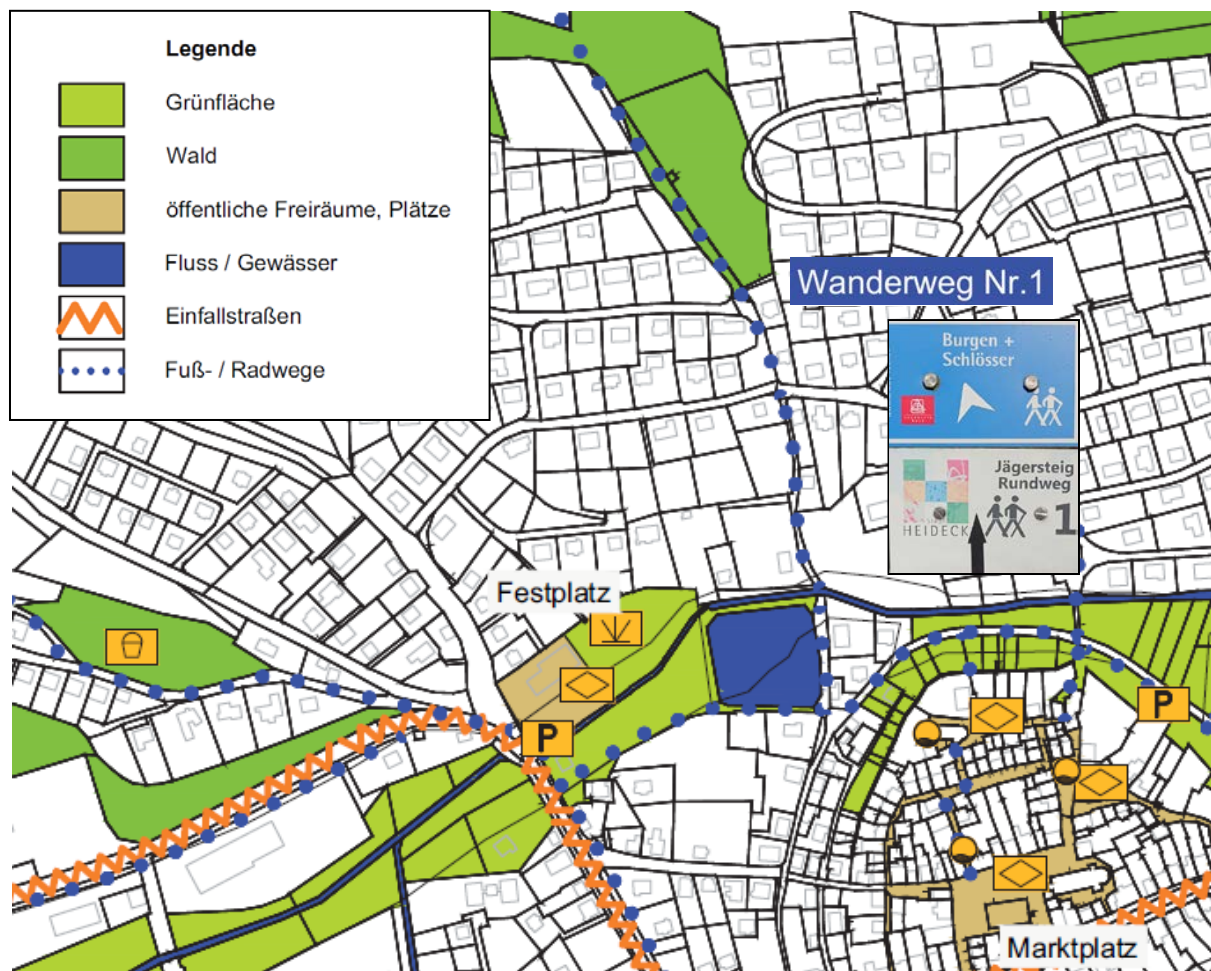 Legende
Grünfläche
Wald
öffentliche Freiräume, Plätze
Fluss / Gewässer
Einfallstraßen
Fuß- / Radwege
Wanderweg Nr.1
Burgen +
Schlösser
Jägersteig
Rundweg
1
HEIDECK
Festplatz
P
P
Marktplatz